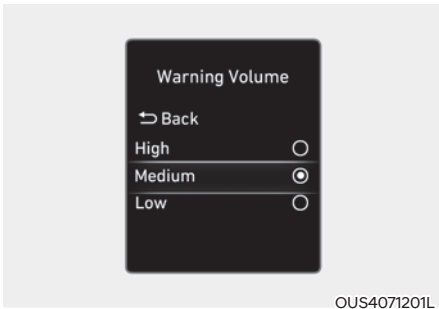 Warning Volume
Back
High
Medium
Low
OUS4071201L